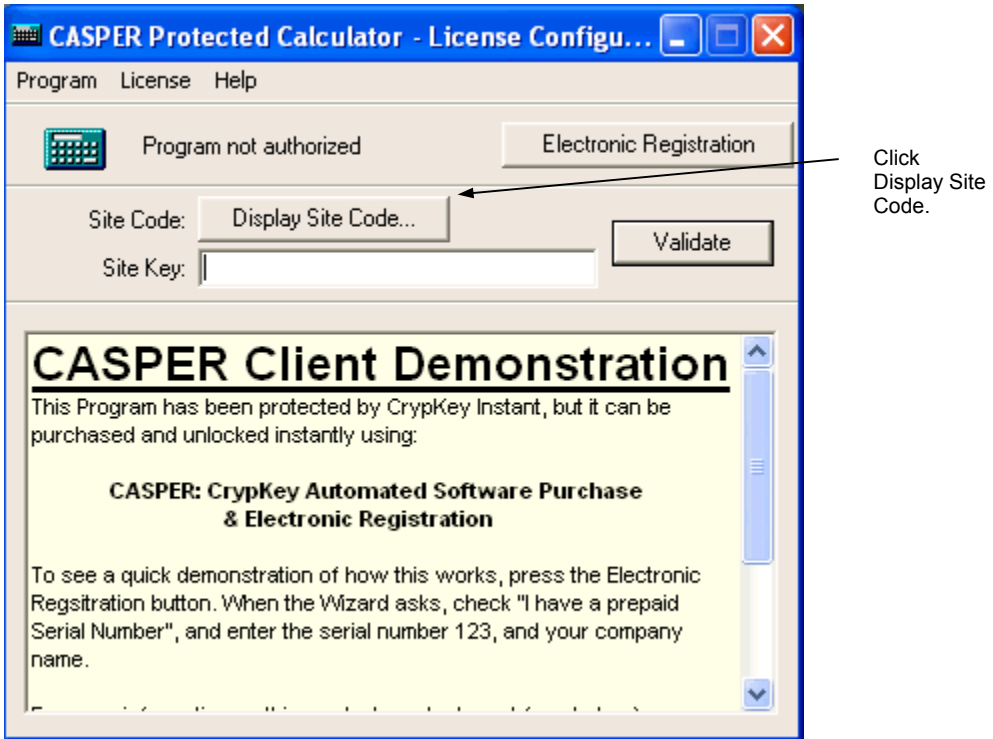 CASPER Protected Calculator - License Configu...
Program License Help
Program not authorized
Electronic Registration
Click
Display Site
Code.
Site Code:
Display Site Code...
Validate
Site Key:
CASPER Client Demonstration
This Program has been protected by CrypKey Instant, but it can be
purchased and unlocked instantly using:
CASPER: CrypKey Automated Software Purchase
& Electronic Registration
To see a quick demonstration of how this works, press the Electronic
Regsitration button. When the Wizard asks, check "I have a prepaid
Serial Number", and enter the serial number 123, and your company
name.